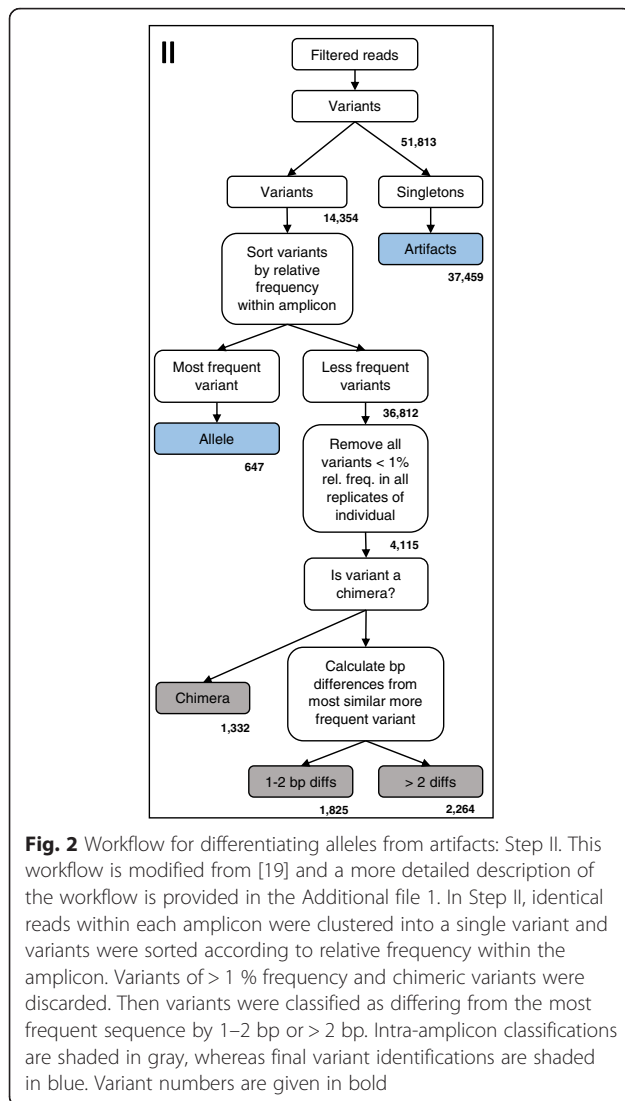 II
Filtered reads
Variants
51,813
Variants
Singletons
14,354
Sort variants
by relative
frequency
within amplicon
Artifacts
37,459
Most frequent
variant
Less frequent
variants
36,812
Allele
647
Remove all
variants < 1%
rel. freq. in all
replicates of
individual
4,115
Is variant a
chimera?
Chimera
1,332
Calculate bp
differences from
most similar more
frequent variant
1-2 bp diffs
> 2 diffs
1,825
2,264
Fig. 2 Workflow for differentiating alleles from artifacts: Step II. This
workflow is modified from [19] and a more detailed description of
the workflow is provided in the Additional file 1. In Step II, identical
reads within each amplicon were clustered into a single variant and
variants were sorted according to relative frequency within the
amplicon. Variants of > 1 % frequency and chimeric variants were
discarded. Then variants were classified as differing from the most
frequent sequence by 1–2 bp or > 2 bp. Intra-amplicon classifications
are shaded in gray, whereas final variant identifications are shaded
in blue. Variant numbers are given in bold